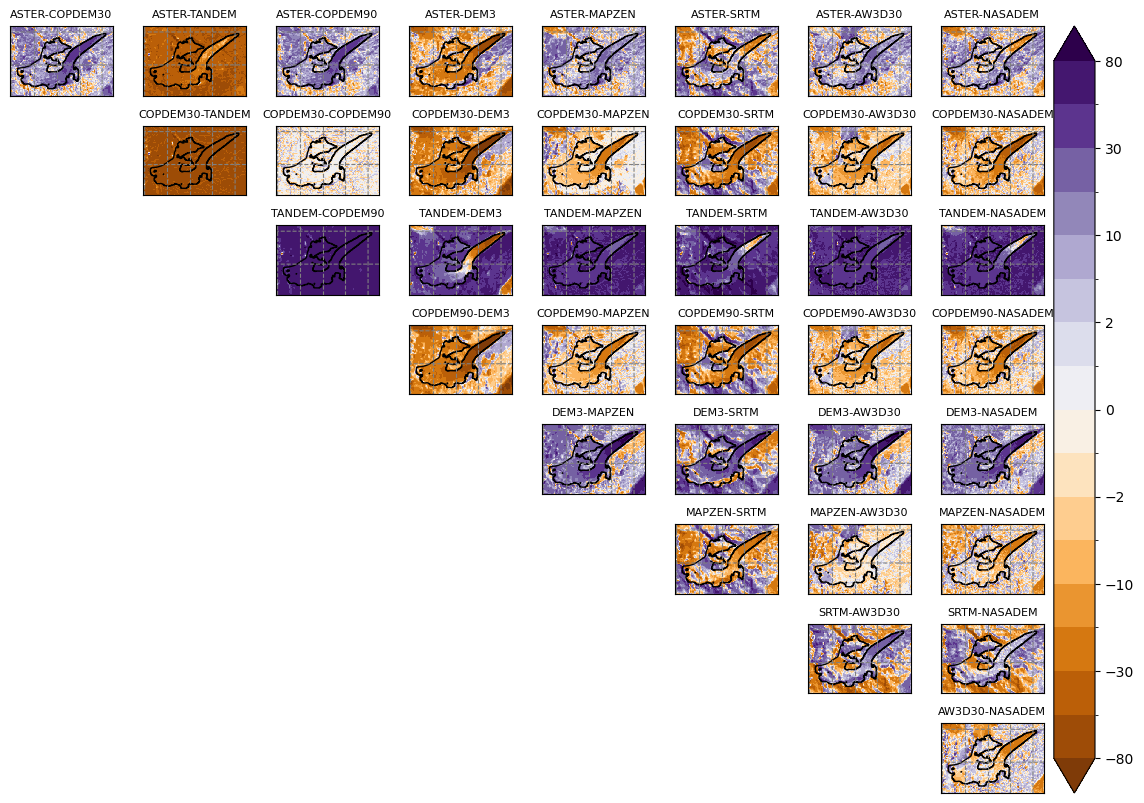 ASTER-COPDEM30 ASTER-TANDEM ASTER-COPDEM90 ASTER-DEM3 ASTER-MAPZEN ASTER-SRTM ASTER-AW3D30 ASTER-NASADEM
COPDEM30-TANDEM COPDEM30-COPDEM90 COPDEM30-DEM3 COPDEM30-MAPZEN COPDEM30-SRTM COPDEM30-AW3D30 COPDEM30-NASADEM
TANDEM-COPDEM90 TANDEM-DEM3 TANDEM-MAPZEN TANDEM-SRTM TANDEM-AW3D30 TANDEM-NASADEM
COPDEM90-DEM3 COPDEM90-MAPZEN COPDEM90-SRTM COPDEM90-AW3D30 COPDEM90-NASADEM
DEM3-MAPZEN DEM3-SRTM DEM3-AW3D30 DEM3-NASADEM
MAPZEN-SRTM MAPZEN-AW3D30 MAPZEN-NASADEM
SRTM-AW3D30 SRTM-NASADEM
AW3D30-NASADEM
80
30
10
2
0
−2
−10
−30
−80